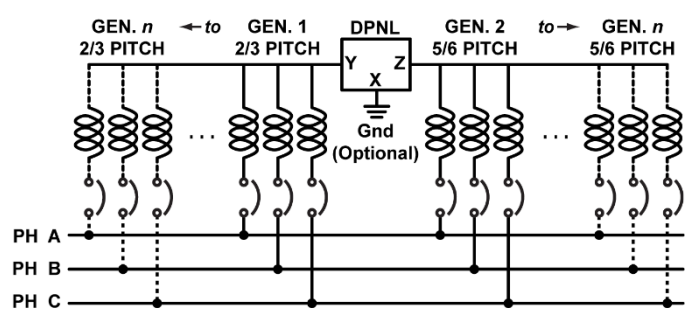 GEN. n
2/3 PITCH
to
GEN. 1
2/3 PITCH
DPNL
Y
Z
X
Gnd
(Optional)
GEN. 2
5/6 PITCH
to
GEN. n
5/6 PITCH
...
...
PH A
PH B
PH C